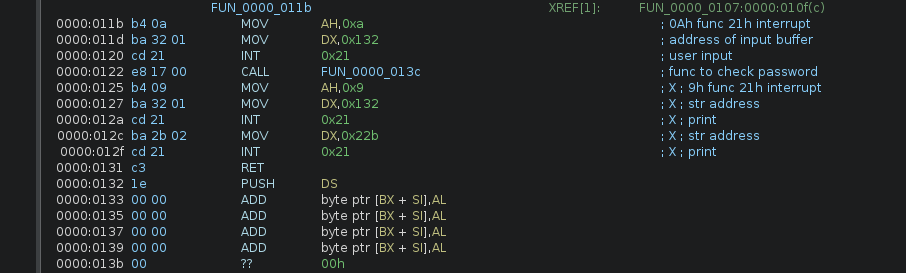 FUN_0000_011b XREF[1]: FUN_0000_0107:0000:010f(c)
0000:011b b4 0a MOV AH,0xa ; 0Ah func 21h interrupt
0000:011d ba 32 01 MOV DX,0x132 ; address of input buffer
0000:0120 cd 21 INT 0x21 ; user input
0000:0122 e8 17 00 CALL FUN_0000_013c ; func to check password
0000:0125 b4 09 MOV AH,0x9 ; X ; 9h func 21h interrupt
0000:0127 ba 32 01 MOV DX,0x132 ; X ; str address
0000:012a cd 21 INT 0x21 ; X ; print
0000:012c ba 2b 02 MOV DX,0x22b ; X ; str address
0000:012f cd 21 INT 0x21 ; X ; print
0000:0131 c3 RET
0000:0132 1e PUSH DS
0000:0133 00 00 ADD byte ptr [BX + SI],AL
0000:0135 00 00 ADD byte ptr [BX + SI],AL
0000:0137 00 00 ADD byte ptr [BX + SI],AL
0000:0139 00 00 ADD byte ptr [BX + SI],AL
0000:013b 00 ?? 00h